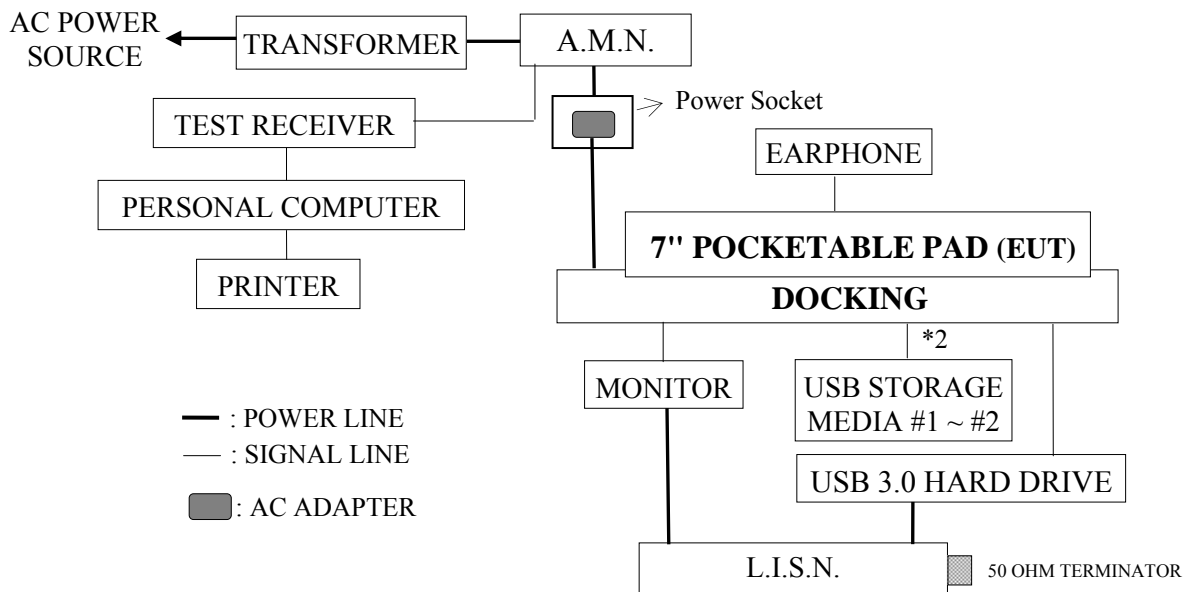 AC POWER
SOURCE
TRANSFORMER
A.M.N.
Power Socket
TEST RECEIVER
EARPHONE
PERSONAL COMPUTER
7" POCKETABLE PAD (EUT)
PRINTER
DOCKING
*2
MONITOR
USB STORAGE
MEDIA #1 ~ #2
: POWER LINE
: SIGNAL LINE
USB 3.0 HARD DRIVE
: AC ADAPTER
L.I.S.N.
50 OHM TERMINATOR